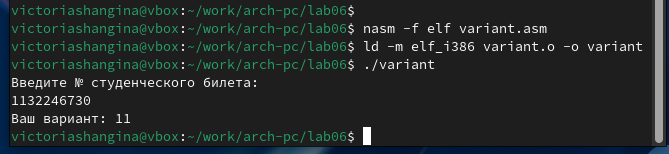 victoriashangina@vbox:~/work/arch-pc/lab06$
victoriashangina@vbox:~/work/arch-pc/lab06$ nasm -f elf variant.asm
victoriashangina@vbox:~/work/arch-pc/lab06$ ld -m elf_i386 variant.o -o variant
victoriashangina@vbox:~/work/arch-pc/lab06$ ./variant
Введите № студенческого билета:
1132246730
Ваш вариант: 11
victoriashangina@vbox:~/work/arch-pc/lab06$